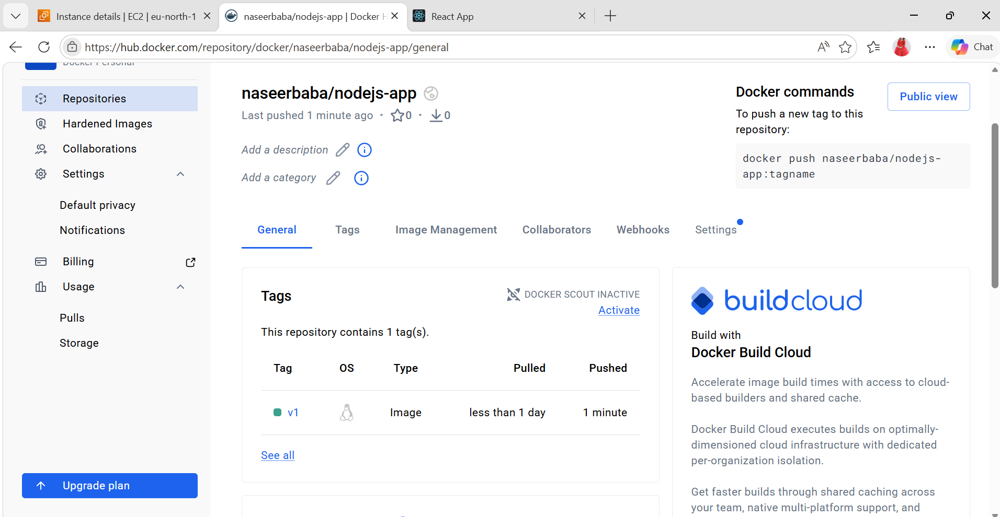 Instance details | EC2 | eu-north-1
naseerbaba/nodejs-app | Docker H
React App
https://hub.docker.com/repository/docker/naseerbaba/nodejs-app/general
Chat
Docker Personal
Repositories
Hardened Images
Collaborations
Settings
Default privacy
Notifications
Billing
Usage
Pulls
Storage
Upgrade plan
naseerbaba/nodejs-app
Last pushed 1 minute ago • 0 • 0
Add a description
Add a category
Docker commands
Public view
To push a new tag to this
repository:
docker push naseerbaba/nodejs-
app:tagname
General Tags Image Management Collaborators Webhooks Settings
Tags
DOCKER SCOUT INACTIVE
Activate
This repository contains 1 tag(s).
Tag OS Type Pulled Pushed
v1 Image less than 1 day 1 minute
See all
buildcloud
Build with
Docker Build Cloud
Accelerate image build times with access to cloud-
based builders and shared cache.
Docker Build Cloud executes builds on optimally-
dimensioned cloud infrastructure with dedicated
per-organization isolation.
Get faster builds through shared caching across
your team, native multi-platform support, and